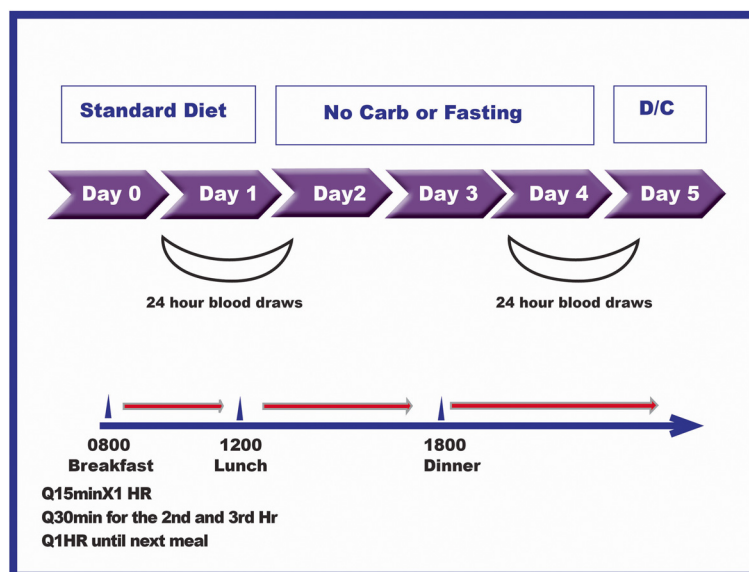 Standard Diet
No Carb or Fasting
D/C
Day 0
Day 1
Day2
Day 3
Day 4
Day 5
24 hour blood draws
24 hour blood draws
0800
1200
1800
Breakfast
Lunch
Dinner
Q15minX1 HR
Q30min for the 2nd and 3rd Hr
Q1HR until next meal